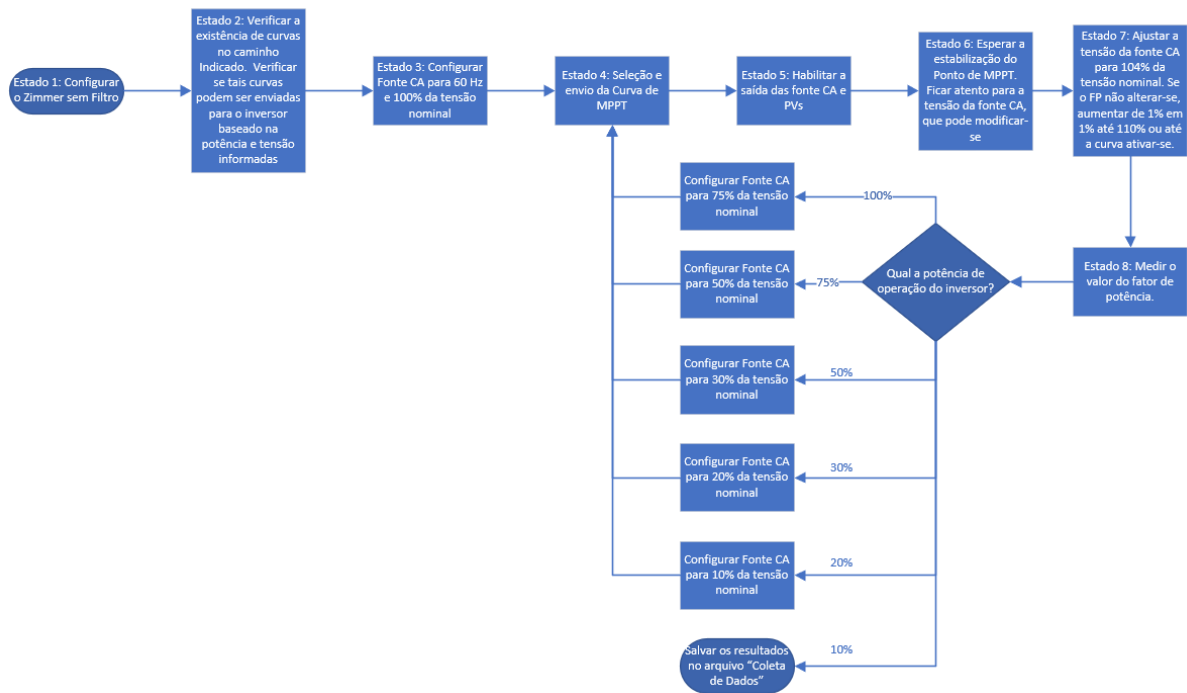 Estado 1: Configurar
o Zimmer sem Filtro
Estado 2: Verificar a
existência de curvas
no caminho
Indicado.  Verificar
se tais curvas
podem ser enviadas
para o inversor
baseado na
potência e tensão
informadas
Estado 3: Configurar
Fonte CA para 60 Hz
e 100% da tensão
nominal
Estado 4: Seleção e
envio da Curva de
MPPT
Estado 5: Habilitar a
saída das fonte CA e
PVs
Estado 6: Esperar a
estabilização do
Ponto de MPPT.
Ficar atento para a
tensão da fonte CA,
que pode modificar-
se
Estado 7: Ajustar a
tensão da fonte CA
para 104% da
tensão nominal. Se
o FP não alterar-se,
aumentar de 1% em
1% até 110% ou até
a curva ativar-se.
Estado 8: Medir o
valor do fator de
potência.
Qual a potência de
operação do inversor?
100%
Configurar Fonte CA
para 75% da tensão
nominal
75%
Configurar Fonte CA
para 50% da tensão
nominal
50%
Configurar Fonte CA
para 30% da tensão
nominal
30%
Configurar Fonte CA
para 20% da tensão
nominal
20%
Configurar Fonte CA
para 10% da tensão
nominal
10%
Salvar os resultados
no arquivo “Coleta
de Dados”